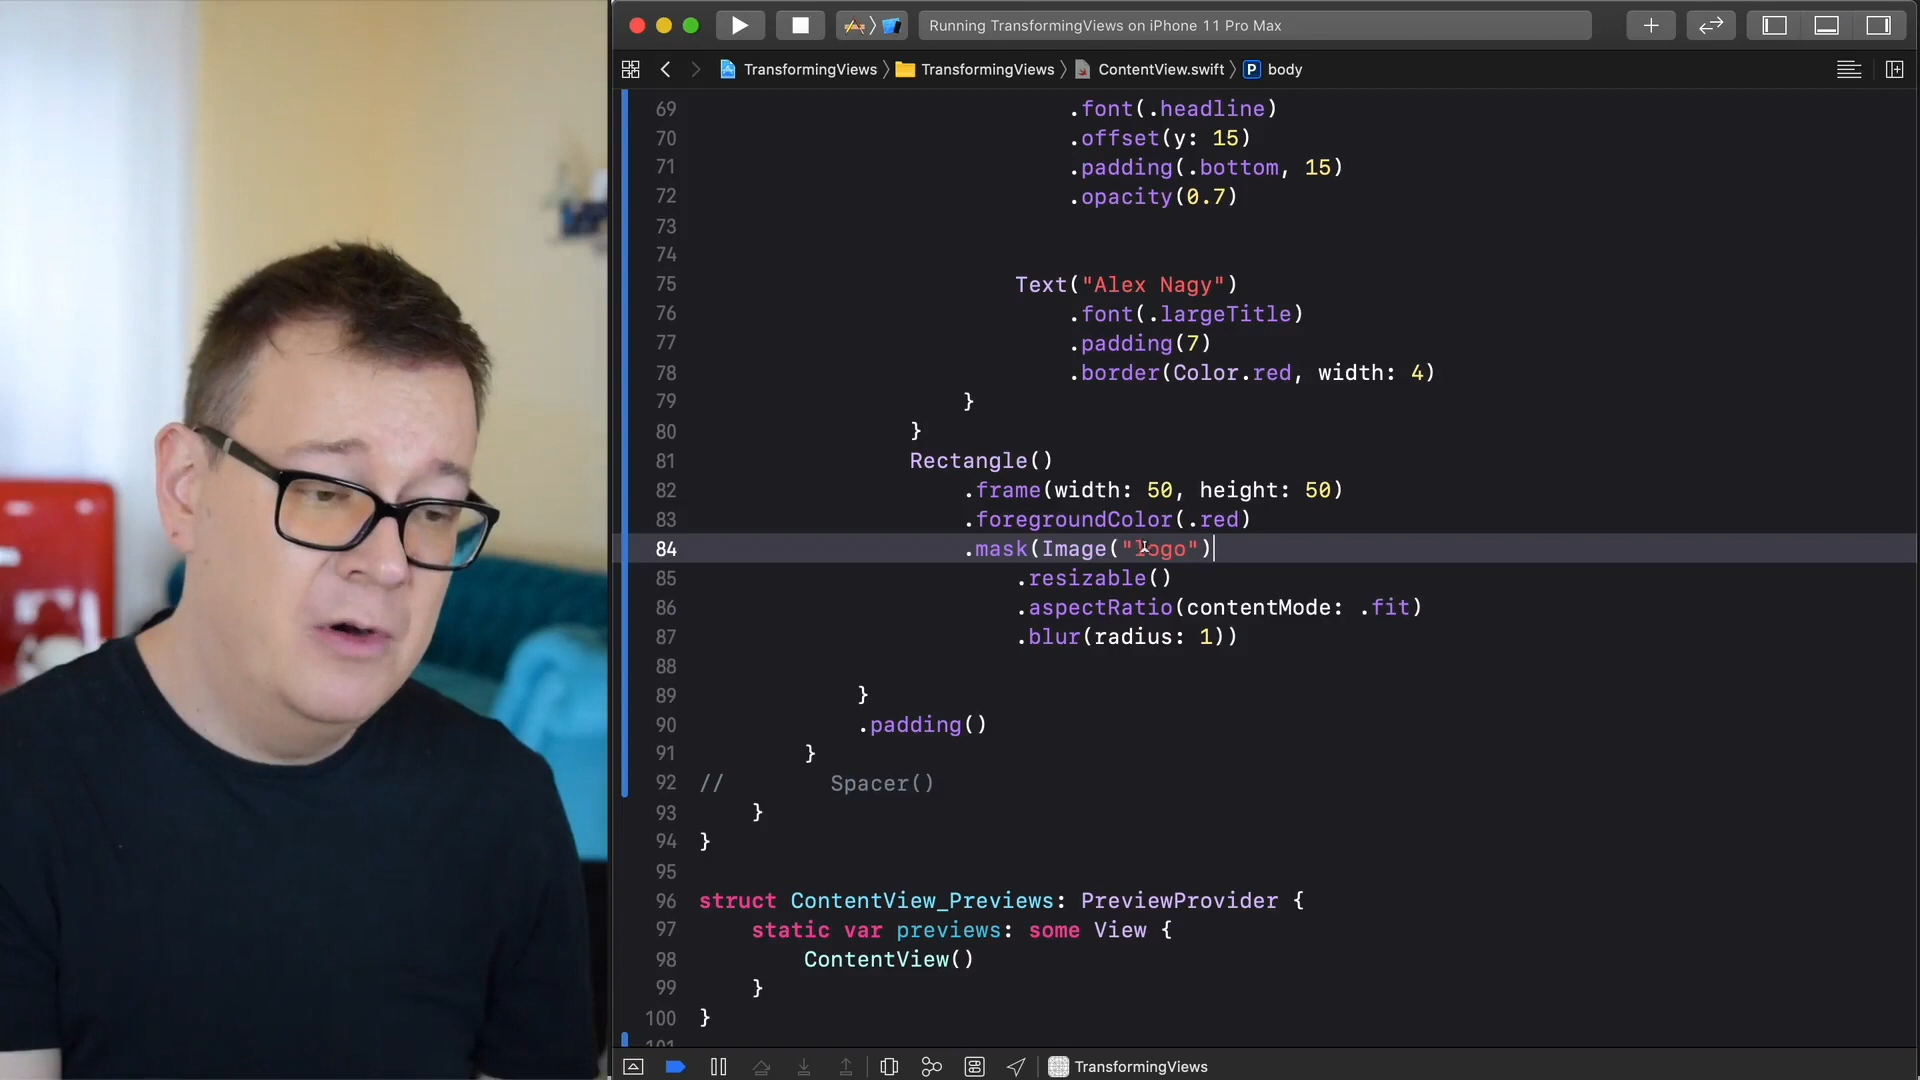 Running TransformingViews on iPhone 11 Pro Max
TransformingViews TransformingViews ContentView.swift P body
69 .font(.headline)
70 .offset(y: 15)
71 .padding(.bottom, 15)
72 .opacity(0.7)
73
74
75 Text("Alex Nagy")
76 .font(.largeTitle)
77 .padding(7)
78 .border(Color.red, width: 4)
79 }
80 }
81 Rectangle()
82 .frame(width: 50, height: 50)
83 .foregroundColor(.red)
84 .mask(Image("logo")
85 .resizable()
86 .aspectRatio(contentMode: .fit)
87 .blur(radius: 1))
88
89 }
90 .padding()
91 }
92 // Spacer()
93 }
94 }
95
96 struct ContentView_Previews: PreviewProvider {
97 static var previews: some View {
98 ContentView()
99 }
100 }
101
TransformingViews